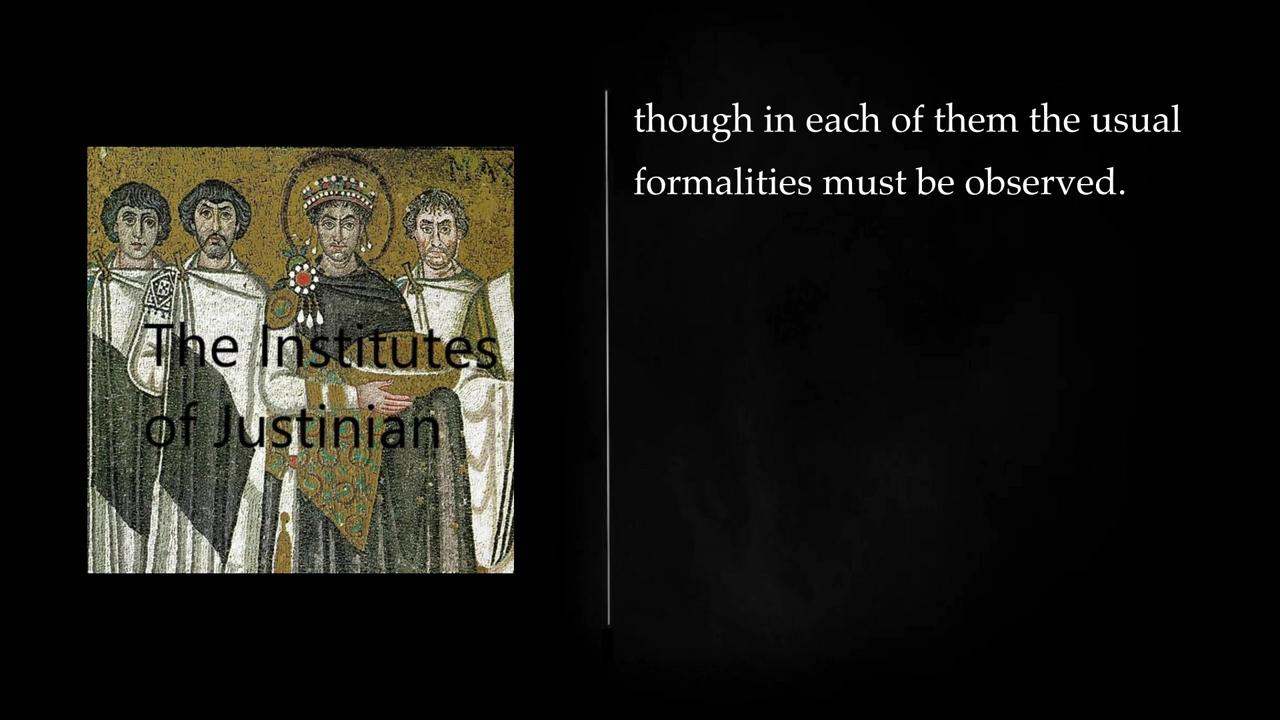 The Institutes
of Justinian
though in each of them the usual
formalities must be observed.